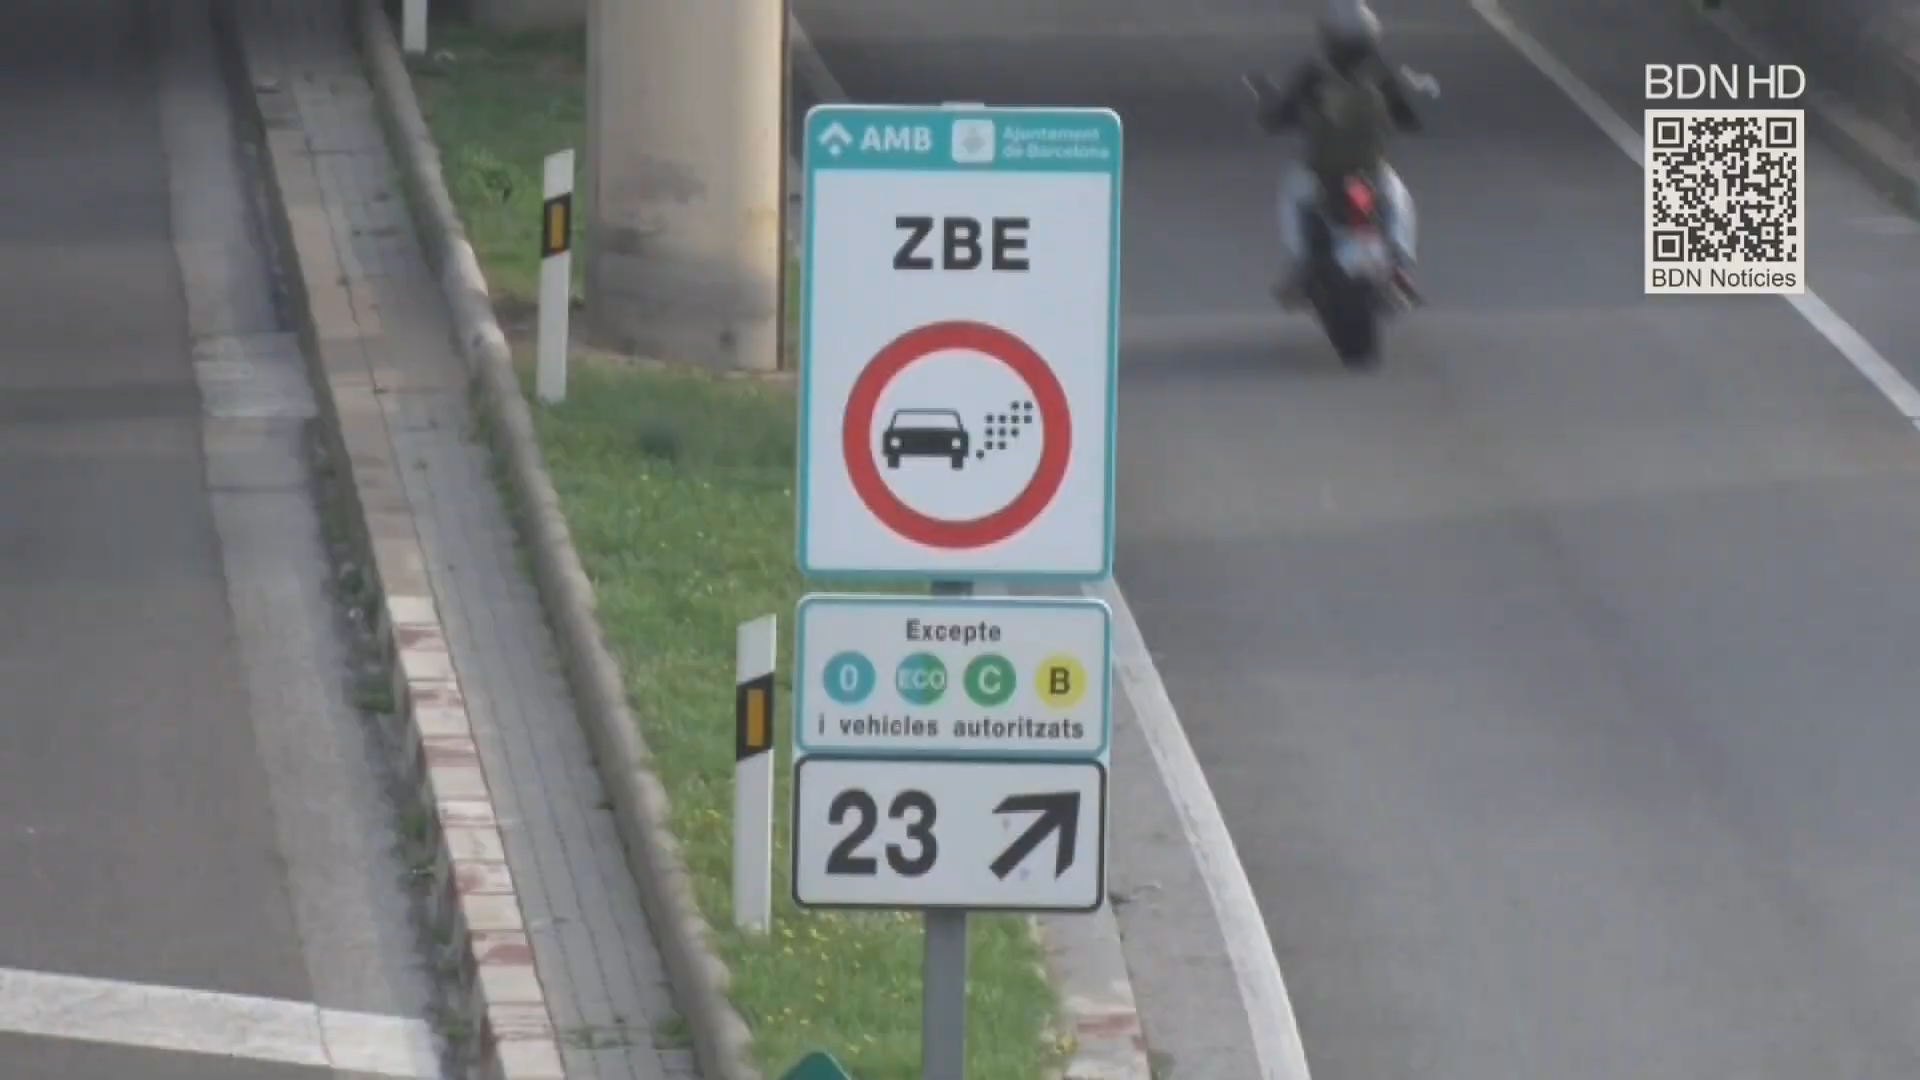 AMB
Ajuntament
de Barcelona
ZBE
Excepte
0 ECO C B
i vehicles autoritzats
23
BDN HD
BDN Notícies